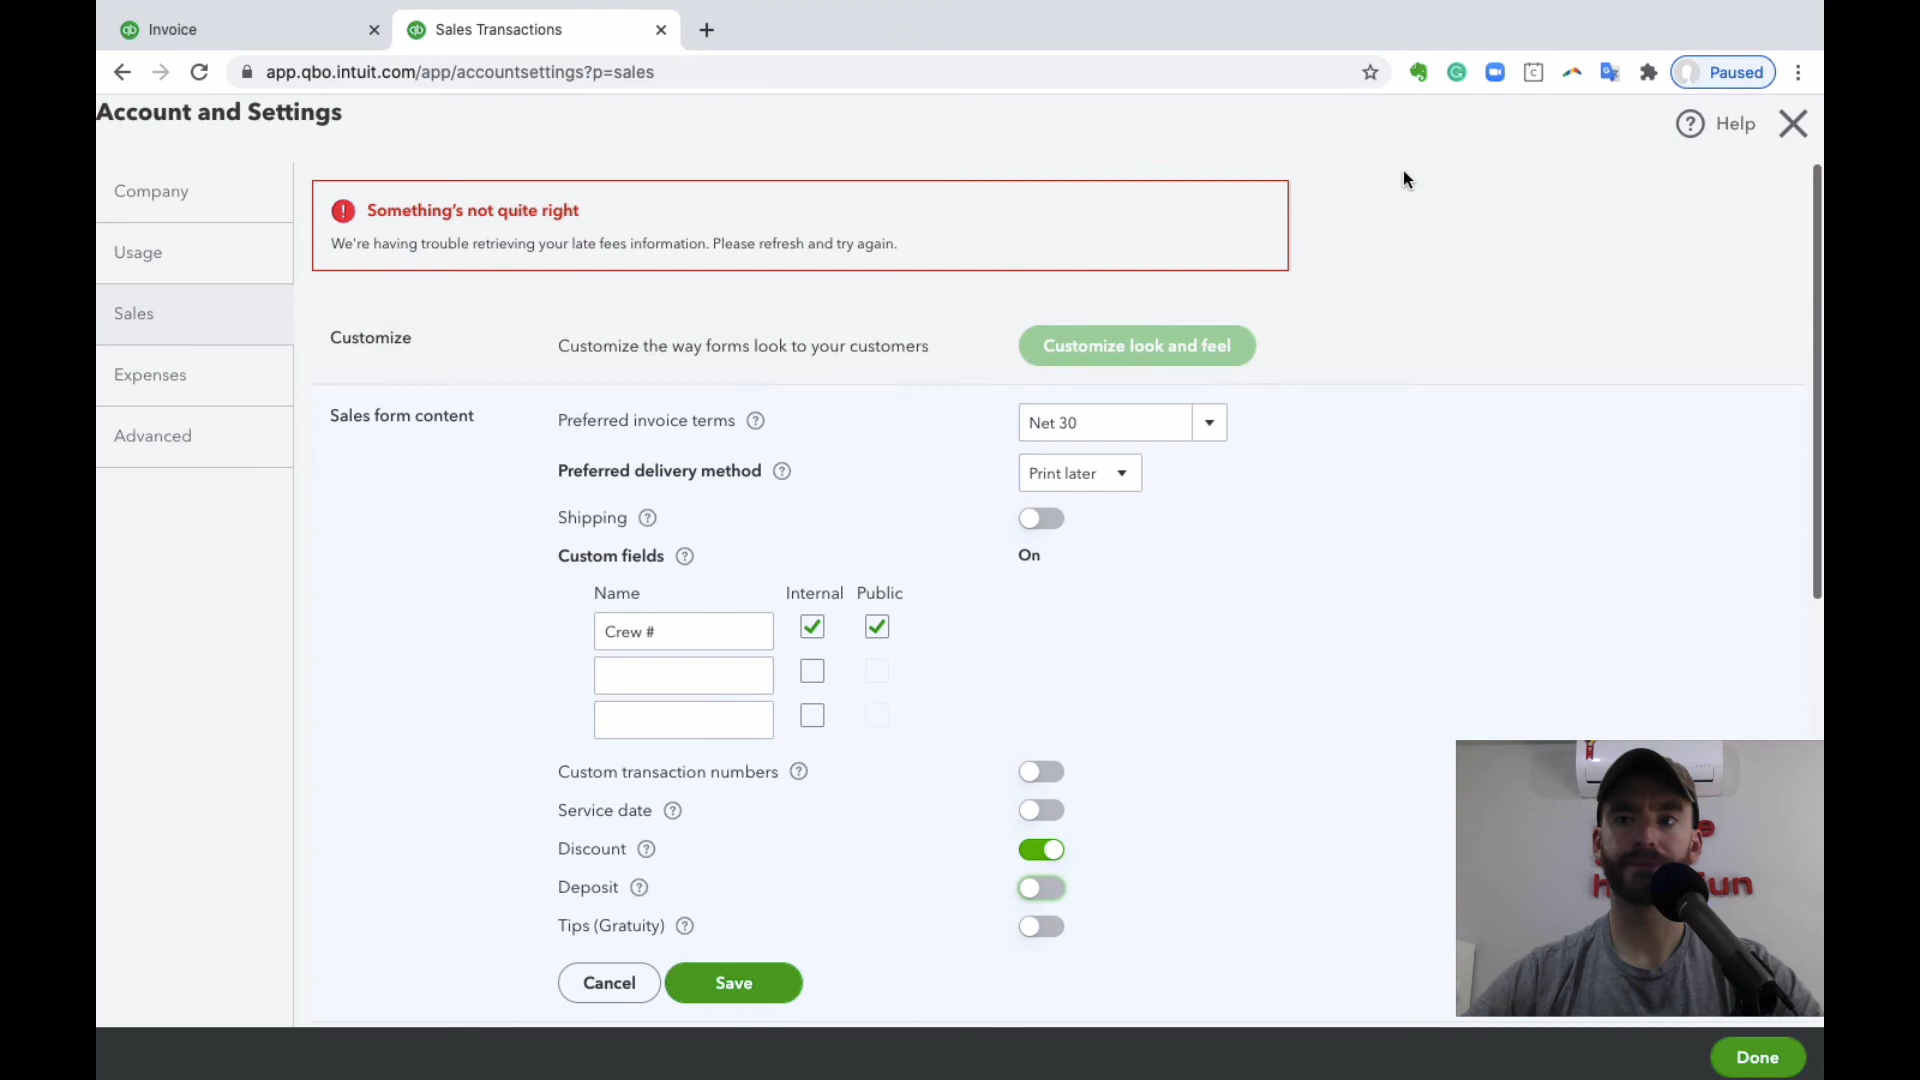 Invoice
Sales Transactions
app.qbo.intuit.com/app/accountsettings?p=sales
Paused
Account and Settings
Help
Company
Usage
Sales
Expenses
Advanced
Something's not quite right
We're having trouble retrieving your late fees information. Please refresh and try again.
Customize
Customize the way forms look to your customers
Customize look and feel
Sales form content
Preferred invoice terms
Net 30
Preferred delivery method
Print later
Shipping
Custom fields
On
Name Internal Public
Crew #
Custom transaction numbers
Service date
Discount
Deposit
Tips (Gratuity)
Cancel
Save
Done